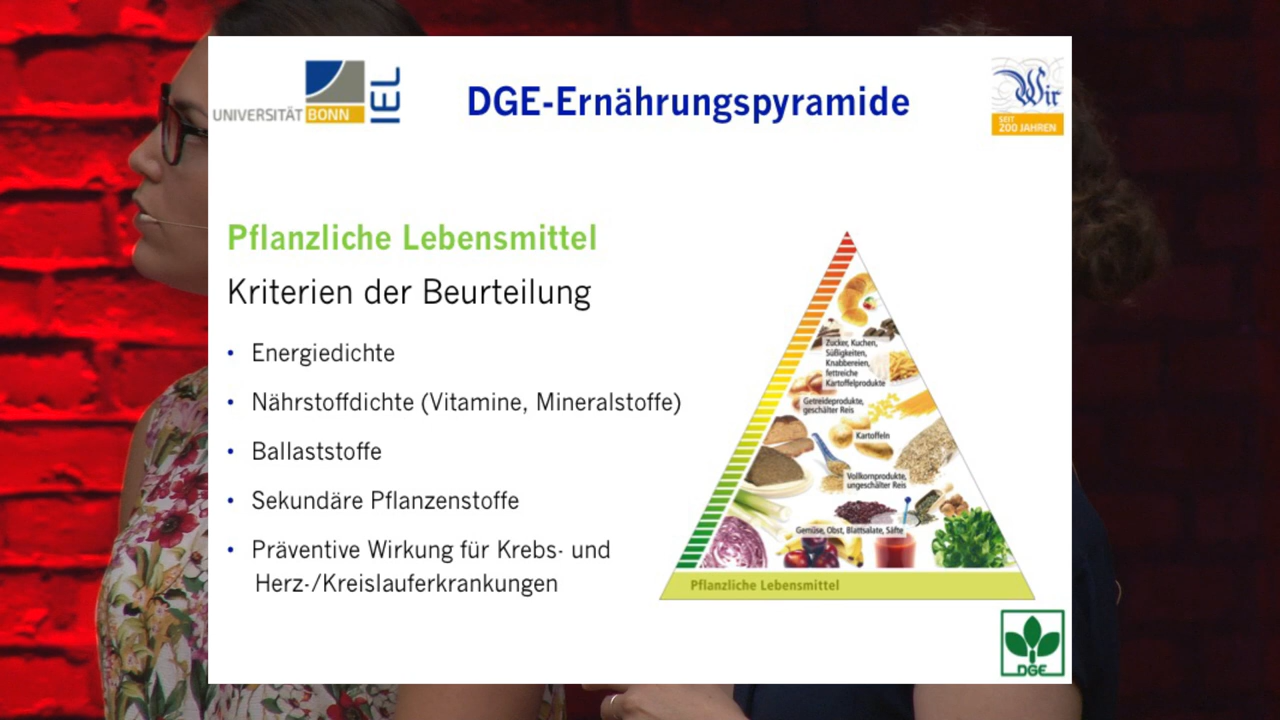 UNIVERSITÄT BONN
IEL
DGE-Ernährungspyramide
Wir
SEIT
200 JAHREN
Pflanzliche Lebensmittel
Kriterien der Beurteilung
• Energiedichte
• Nährstoffdichte (Vitamine, Mineralstoffe)
• Ballaststoffe
• Sekundäre Pflanzenstoffe
• Präventive Wirkung für Krebs- und
Herz-/Kreislauferkrankungen
Zucker, Kuchen,
Süßigkeiten,
Knabbereien,
fettreiche
Kartoffelprodukte
Getreideprodukte,
geschälter Reis
Kartoffeln
Vollkornprodukte,
ungeschälter Reis
Gemüse, Obst, Blattsalate, Säfte
Pflanzliche Lebensmittel
DGE